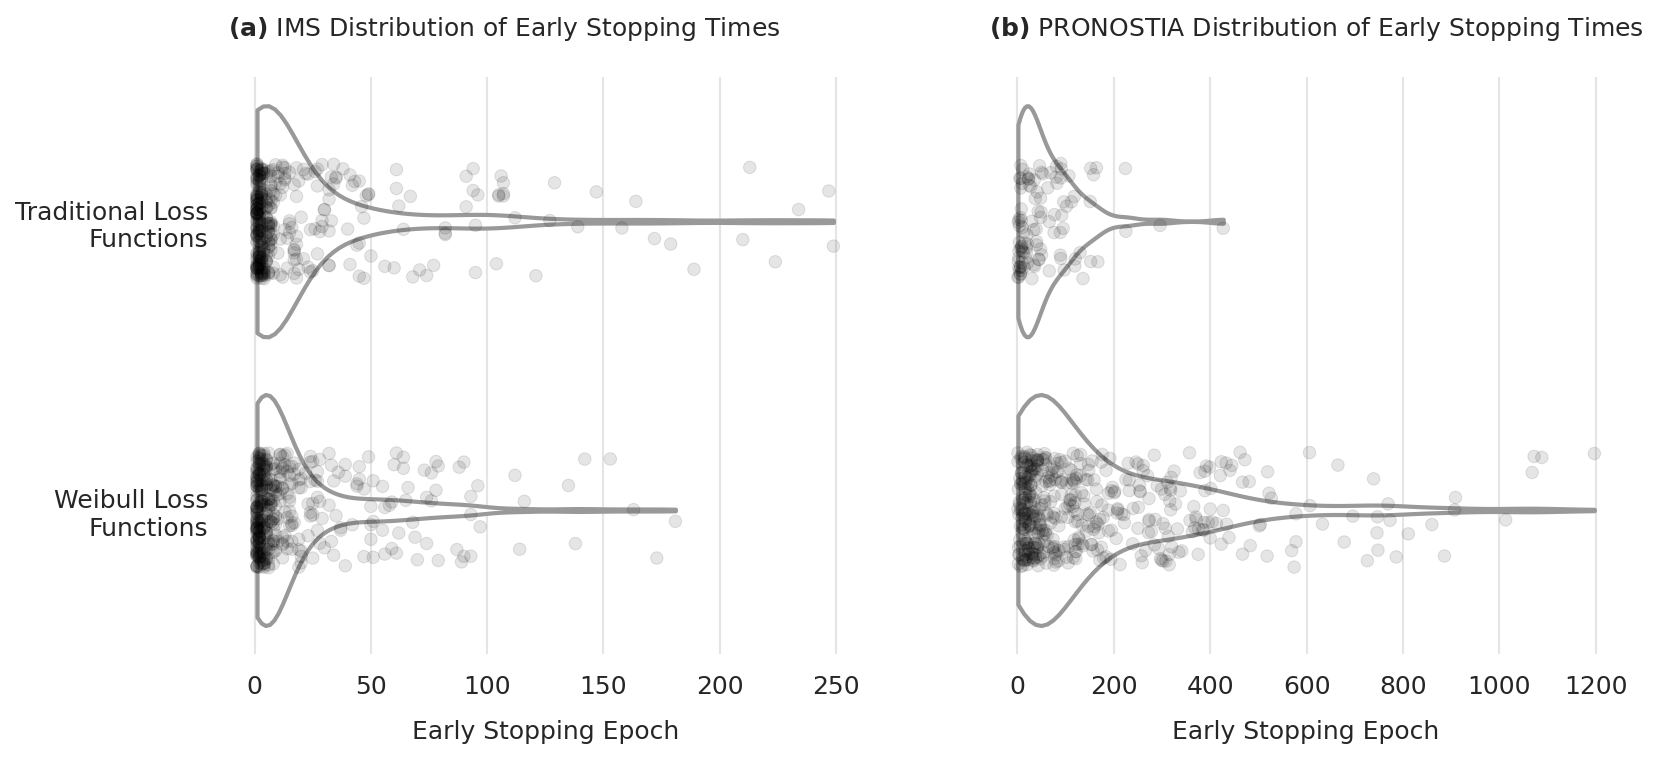 (a) IMS Distribution of Early Stopping Times
(b) PRONOSTIA Distribution of Early Stopping Times
Traditional Loss
Functions
Weibull Loss
Functions
0 50 100 150 200 250
0 200 400 600 800 1000 1200
Early Stopping Epoch
Early Stopping Epoch